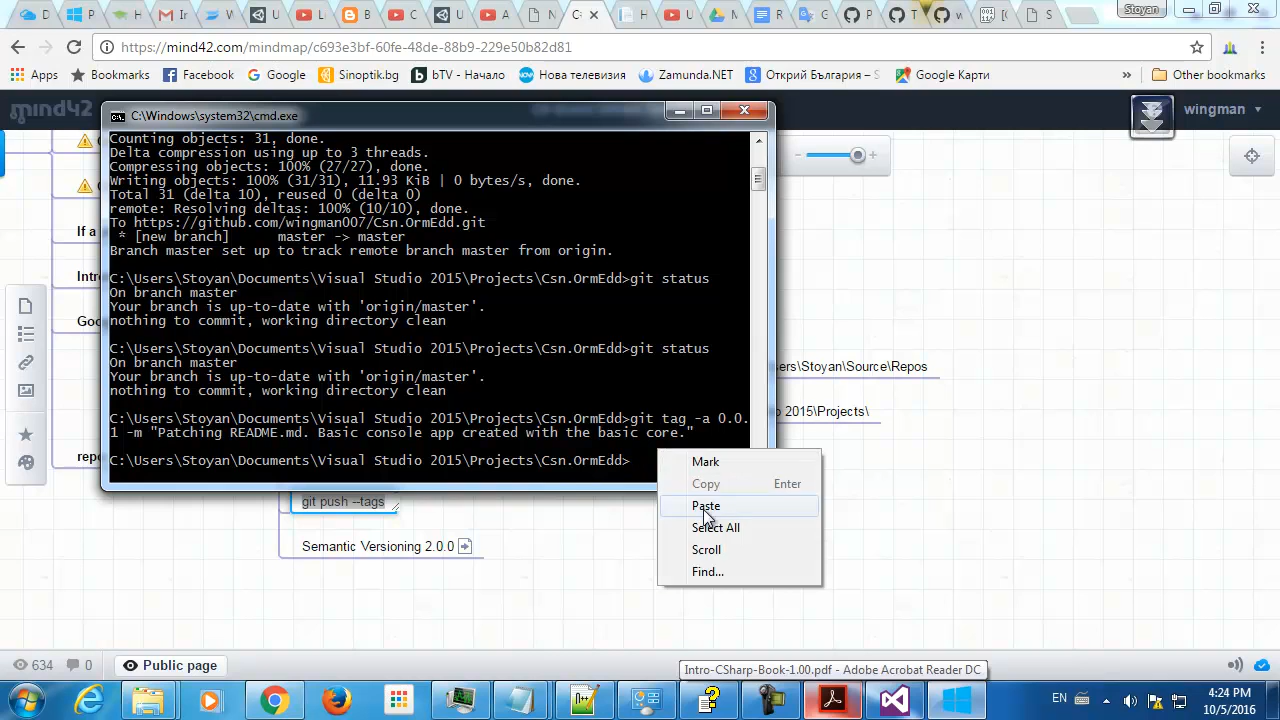 Stoyan
https://mind42.com/mindmap/c693e3bf-60fe-48de-88b9-229e50b82d81
Apps Bookmarks Facebook Google Sinoptik.bg bTV - Начало Нова телевизия Zamunda.NET Открий България – S Google Карти » Other bookmarks
mind42
wingman
C:\Windows\system32\cmd.exe
Counting objects: 31, done.
Delta compression using up to 3 threads.
Compressing objects: 100% (27/27), done.
Writing objects: 100% (31/31), 11.93 KiB | 0 bytes/s, done.
Total 31 (delta 10), reused 0 (delta 0)
remote: Resolving deltas: 100% (10/10), done.
To https://github.com/wingman007/Csn.OrmEdd.git
* [new branch] master -> master
Branch master set up to track remote branch master from origin.
C:\Users\Stoyan\Documents\Visual Studio 2015\Projects\Csn.OrmEdd>git status
On branch master
Your branch is up-to-date with 'origin/master'.
nothing to commit, working directory clean
C:\Users\Stoyan\Documents\Visual Studio 2015\Projects\Csn.OrmEdd>git status
On branch master
Your branch is up-to-date with 'origin/master'.
nothing to commit, working directory clean
C:\Users\Stoyan\Documents\Visual Studio 2015\Projects\Csn.OrmEdd>git tag -a 0.0.
1 -m "Patching README.md. Basic console app created with the basic core."
C:\Users\Stoyan\Documents\Visual Studio 2015\Projects\Csn.OrmEdd>
If a
Intro
Goo
repo
ers\Stoyan\Source\Repos
o 2015\Projects\
Mark
Copy Enter
Paste
Select All
Scroll
Find...
git push --tags
Semantic Versioning 2.0.0
634 0 Public page
Intro-CSharp-Book-1.00.pdf - Adobe Acrobat Reader DC
EN
4:24 PM
10/5/2016